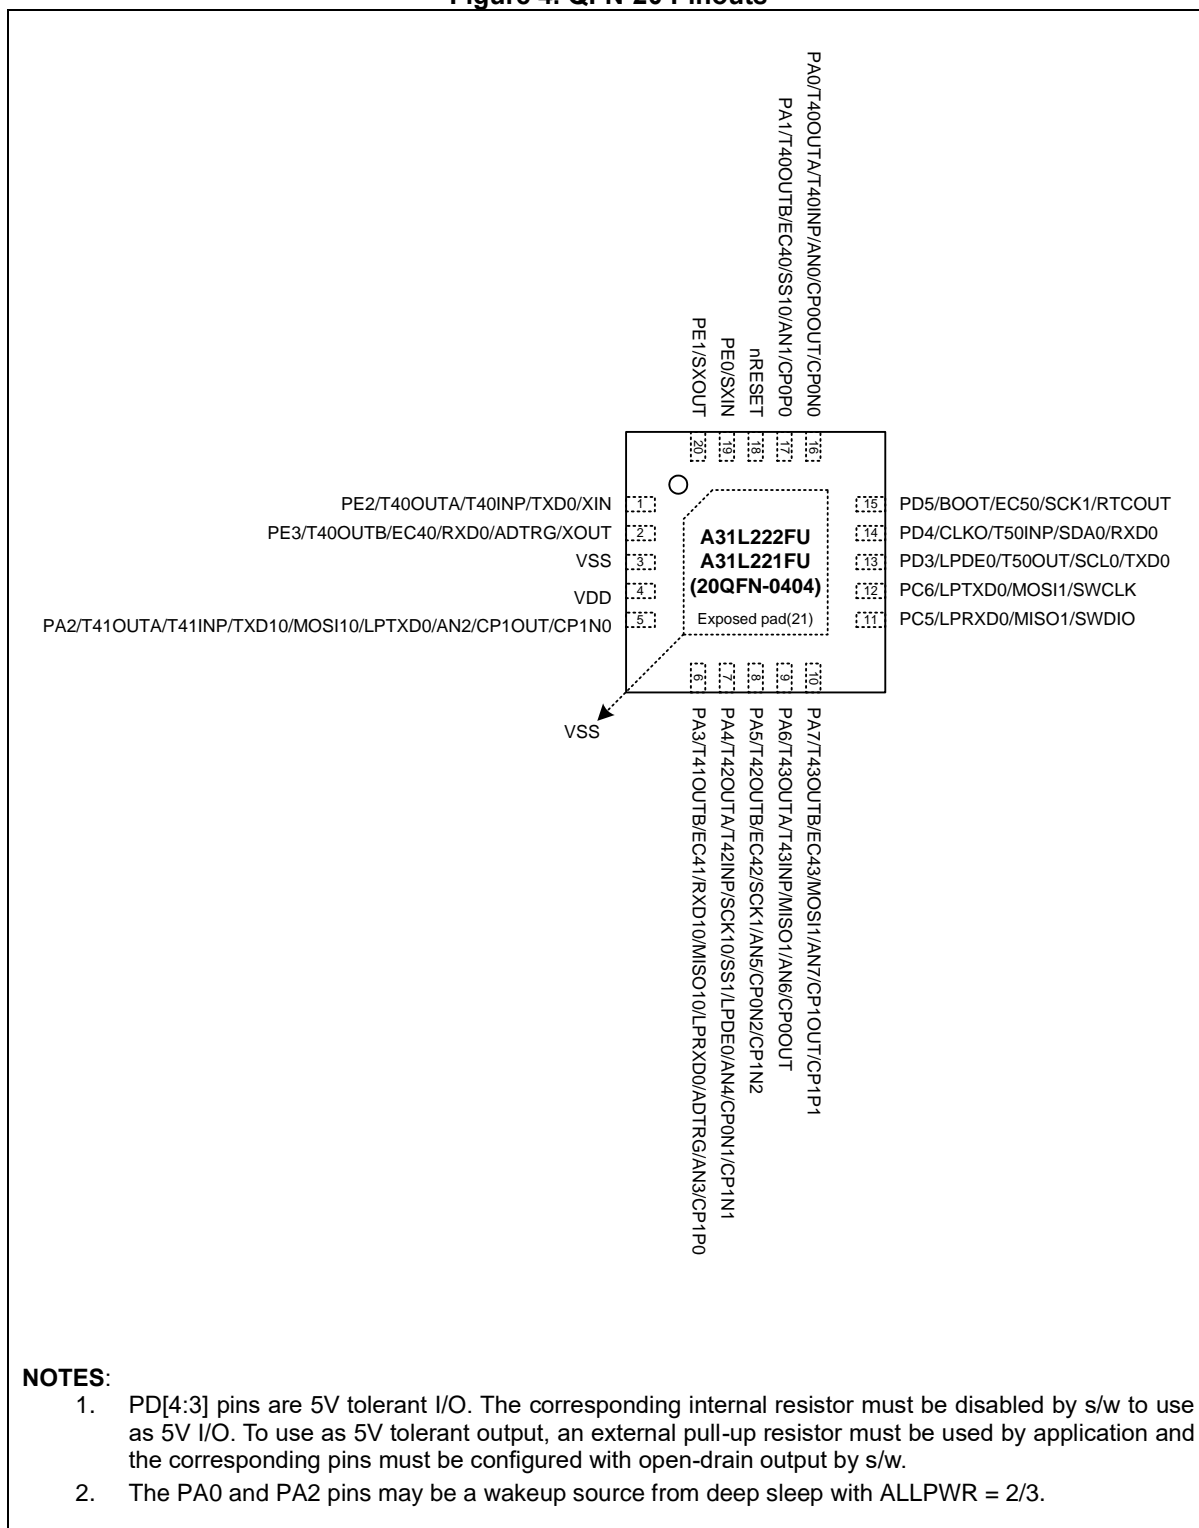 PA0/T40OUTA/T40INP/AN0/CP0OUT/CP0N0
PA1/T40OUTB/EC40/SS10/AN1/CP0P0
nRESET
PE0/SXIN
PE1/SXOUT
20
19
18
17
16
PE2/T40OUTA/T40INP/TXD0/XIN
1
PE3/T40OUTB/EC40/RXD0/ADTRG/XOUT
2
VSS
3
VDD
4
PA2/T41OUTA/T41INP/TXD10/MOSI10/LPTXD0/AN2/CP1OUT/CP1N0
5
A31L222FU
A31L221FU
(20QFN-0404)
Exposed pad(21)
15
PD5/BOOT/EC50/SCK1/RTCOUT
14
PD4/CLKO/T50INP/SDA0/RXD0
13
PD3/LPDE0/T50OUT/SCL0/TXD0
12
PC6/LPTXD0/MOSI1/SWCLK
11
PC5/LPRXD0/MISO1/SWDIO
6
7
8
9
10
VSS
PA3/T41OUTB/EC41/RXD10/MISO10/LPRXD0/ADTRG/AN3/CP1P0
PA4/T42OUTA/T42INP/SCK10/SS1/LPDE0/AN4/CP0N1/CP1N1
PA5/T42OUTB/EC42/SCK1/AN5/CP0N2/CP1N2
PA6/T43OUTA/T43INP/MISO1/AN6/CP0OUT
PA7/T43OUTB/EC43/MOSI1/AN7/CP1OUT/CP1P1
NOTES:
1. PD[4:3] pins are 5V tolerant I/O. The corresponding internal resistor must be disabled by s/w to use
as 5V I/O. To use as 5V tolerant output, an external pull-up resistor must be used by application and
the corresponding pins must be configured with open-drain output by s/w.
2. The PA0 and PA2 pins may be a wakeup source from deep sleep with ALLPWR = 2/3.